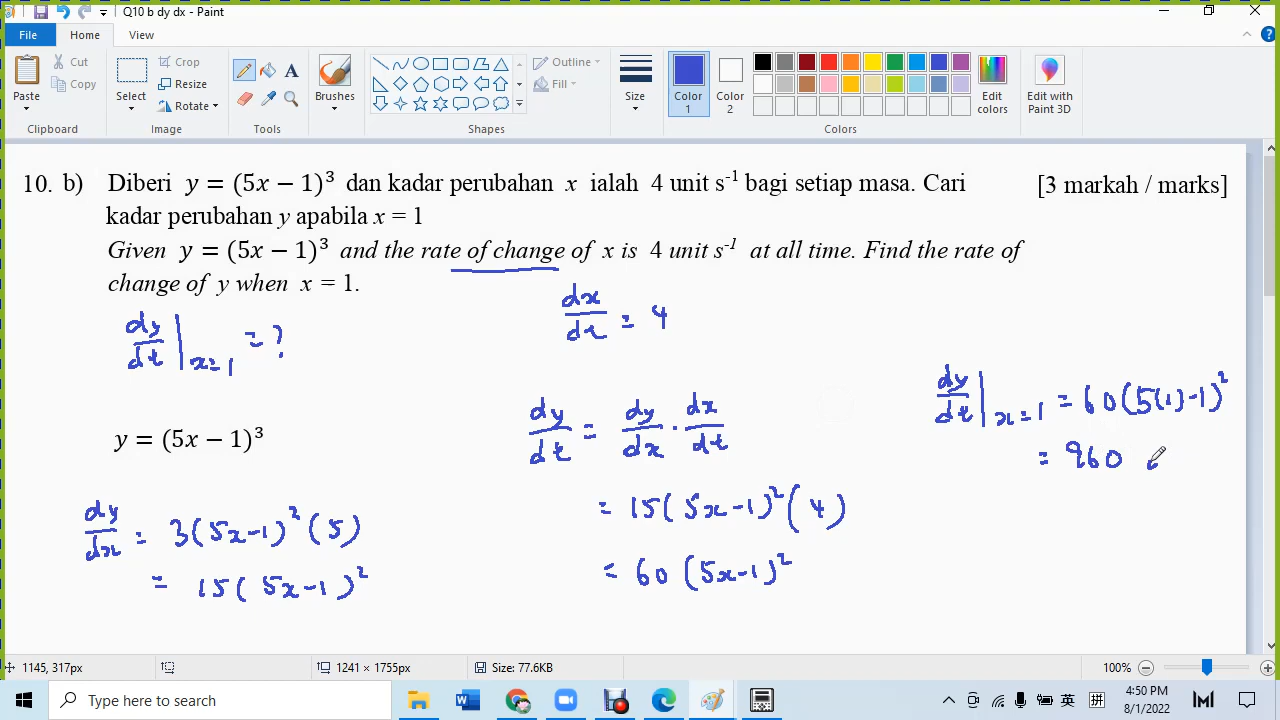 Q10 b dy dx - Paint
File Home View
Paste Cut Copy Clipboard
Select Crop Resize Rotate Image
Tools
Brushes
Outline Fill Shapes
Size
Color 1 Color 2 Edit colors Colors
Edit with Paint 3D
10. b) Diberi y = (5x − 1)³ dan kadar perubahan x ialah 4 unit s⁻¹ bagi setiap masa. Cari [3 markah / marks]
kadar perubahan y apabila x = 1
Given y = (5x − 1)³ and the rate of change of x is 4 unit s⁻¹ at all time. Find the rate of
change of y when x = 1.
dy/dt |x=1 = ?
y = (5x − 1)³
dy/dx = 3(5x-1)²(5)
= 15(5x-1)²
dx/dt = 4
dy/dt = dy/dx · dx/dt
= 15(5x-1)²(4)
= 60(5x-1)²
dy/dt |x=1 = 60(5(1)-1)²
= 960
1145, 317px 1241 × 1755px Size: 77.6KB 100%
Type here to search
英 拼
4:50 PM
8/1/2022